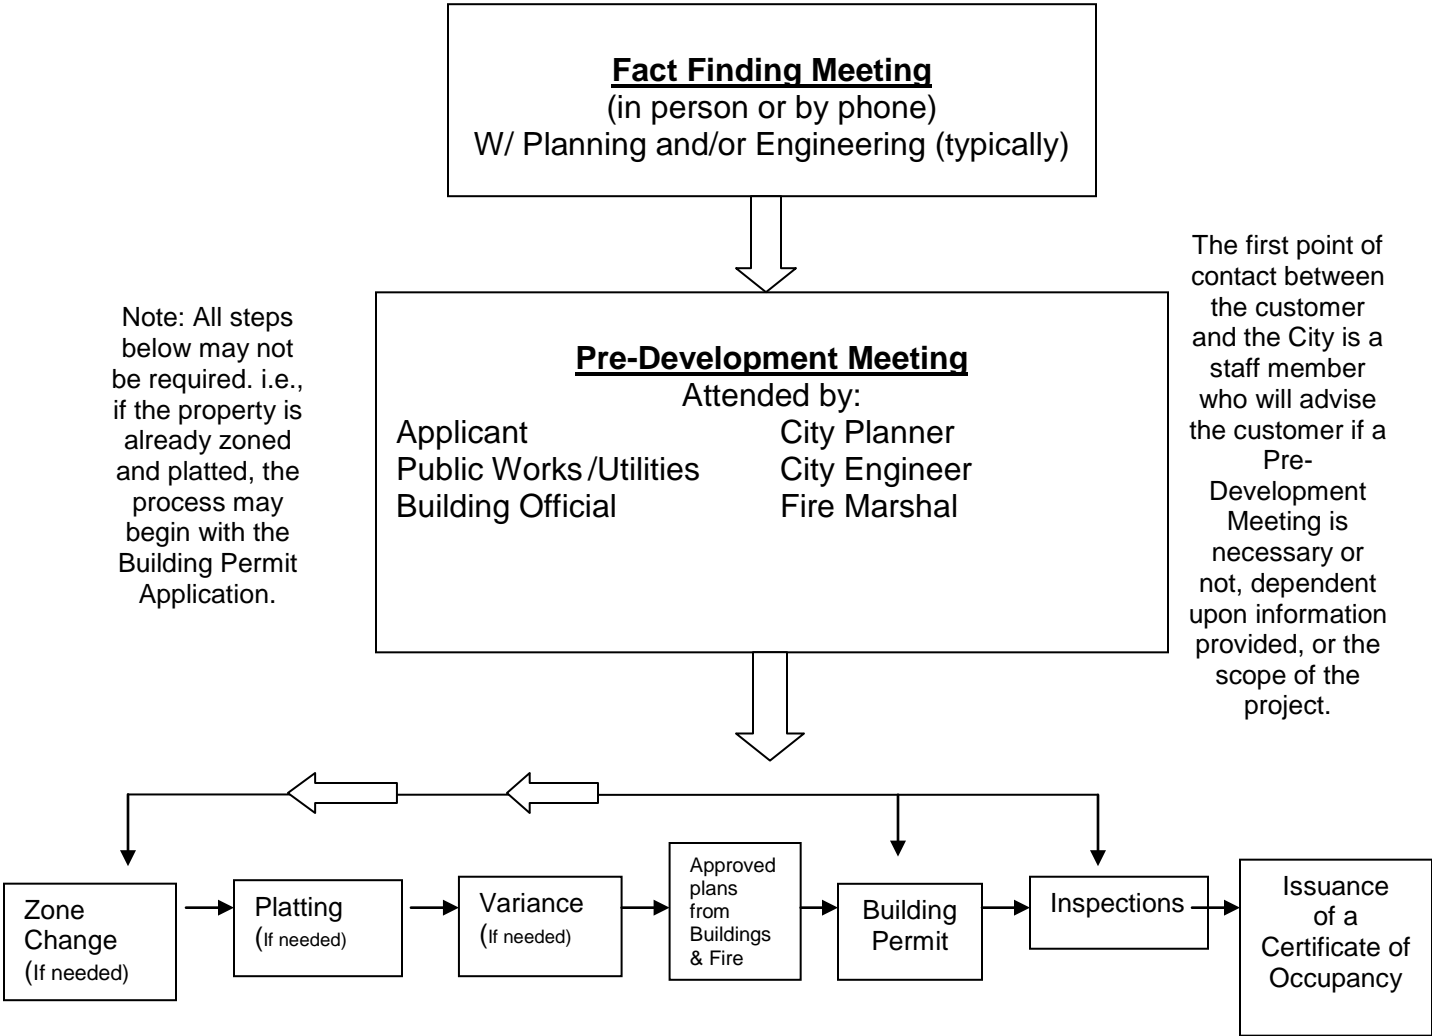 Fact Finding Meeting
(in person or by phone)
W/ Planning and/or Engineering (typically)
The first point of
contact between
the customer
and the City is a
staff member
who will advise
the customer if a
Pre-
Development
Meeting is
necessary or
not, dependent
upon information
provided, or the
scope of the
project.
Note: All steps
below may not
be required. i.e.,
if the property is
already zoned
and platted, the
process may
begin with the
Building Permit
Application.
Pre-Development Meeting
Attended by:
Applicant City Planner
Public Works /Utilities City Engineer
Building Official Fire Marshal
Zone
Change
(If needed)
Platting
(If needed)
Variance
(If needed)
Approved
plans
from
Buildings
& Fire
Building
Permit
Inspections
Issuance
of a
Certificate of
Occupancy